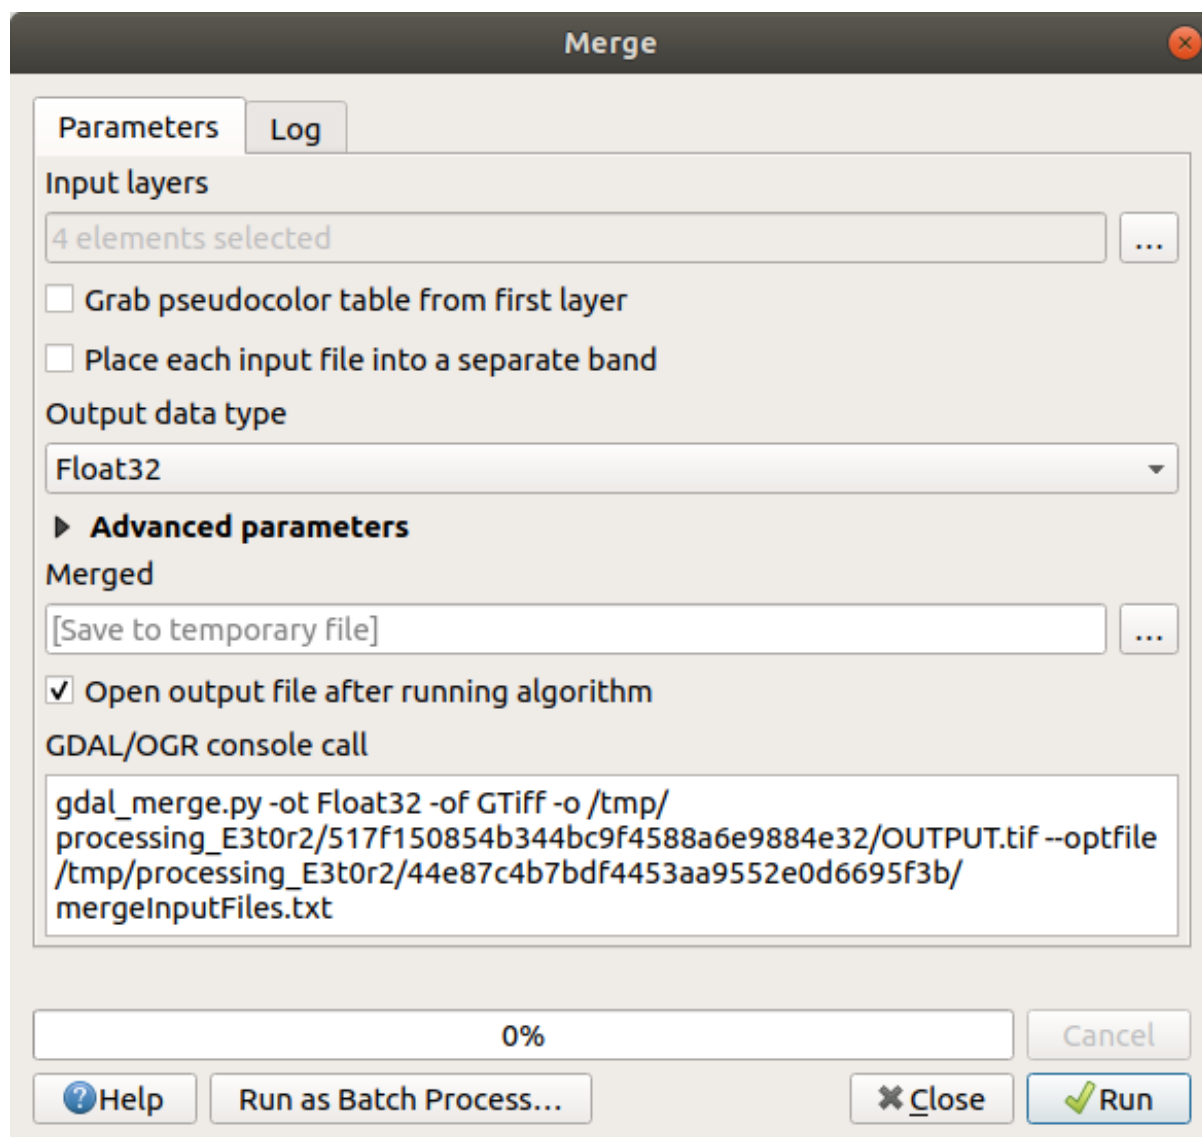 Merge
Parameters
Log
Input layers
4 elements selected
...
Grab pseudocolor table from first layer
Place each input file into a separate band
Output data type
Float32
Advanced parameters
Merged
[Save to temporary file]
...
Open output file after running algorithm
GDAL/OGR console call
gdal_merge.py -ot Float32 -of GTiff -o /tmp/
processing_E3t0r2/517f150854b344bc9f4588a6e9884e32/OUTPUT.tif --optfile
/tmp/processing_E3t0r2/44e87c4b7bdf4453aa9552e0d6695f3b/
mergeInputFiles.txt
0%
Cancel
Help
Run as Batch Process...
Close
Run